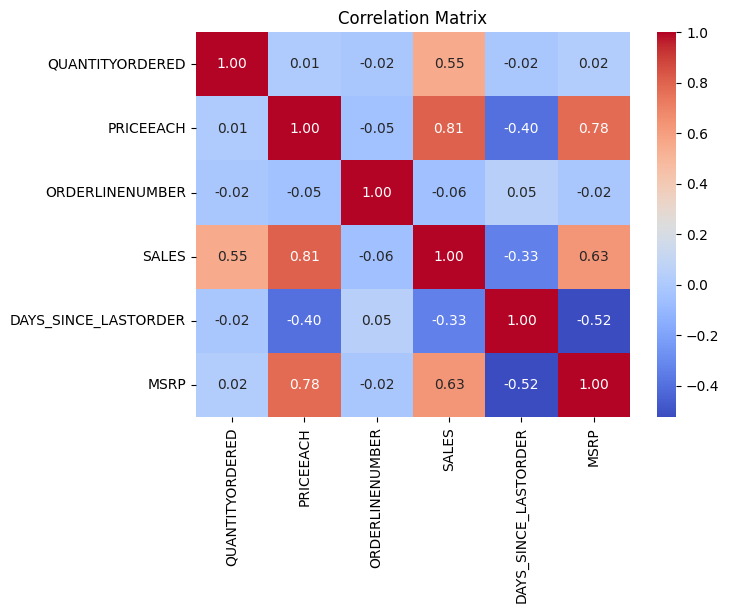 Correlation Matrix
QUANTITYORDERED 1.00 0.01 -0.02 0.55 -0.02 0.02
PRICEEACH 0.01 1.00 -0.05 0.81 -0.40 0.78
ORDERLINENUMBER -0.02 -0.05 1.00 -0.06 0.05 -0.02
SALES 0.55 0.81 -0.06 1.00 -0.33 0.63
DAYS_SINCE_LASTORDER -0.02 -0.40 0.05 -0.33 1.00 -0.52
MSRP 0.02 0.78 -0.02 0.63 -0.52 1.00
QUANTITYORDERED
PRICEEACH
ORDERLINENUMBER
SALES
DAYS_SINCE_LASTORDER
MSRP
1.0
0.8
0.6
0.4
0.2
0.0
−0.2
−0.4